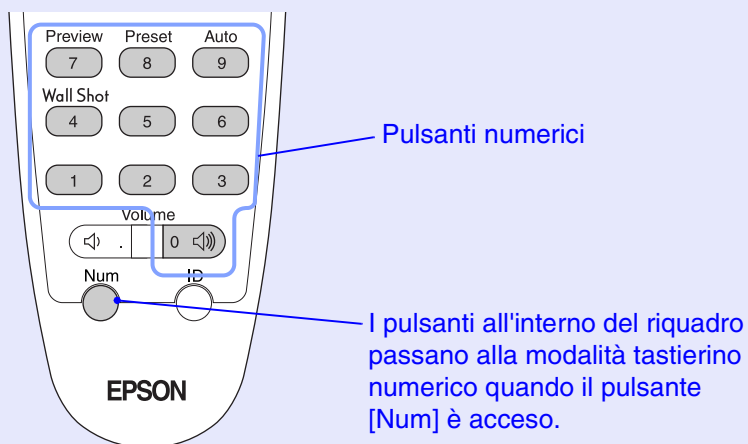 Preview Preset Auto
7 8 9
Wall Shot
4 5 6
Pulsanti numerici
1 2 3
Volume
. 0
Num ID
I pulsanti all'interno del riquadro
passano alla modalità tastierino
numerico quando il pulsante
[Num] è acceso.
EPSON